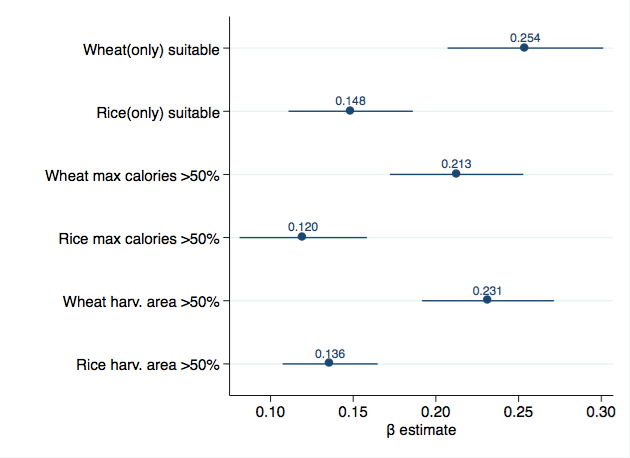 Wheat(only) suitable
0.254
Rice(only) suitable
0.148
Wheat max calories >50%
0.213
Rice max calories >50%
0.120
Wheat harv. area >50%
0.231
Rice harv. area >50%
0.136
0.10 0.15 0.20 0.25 0.30
β estimate